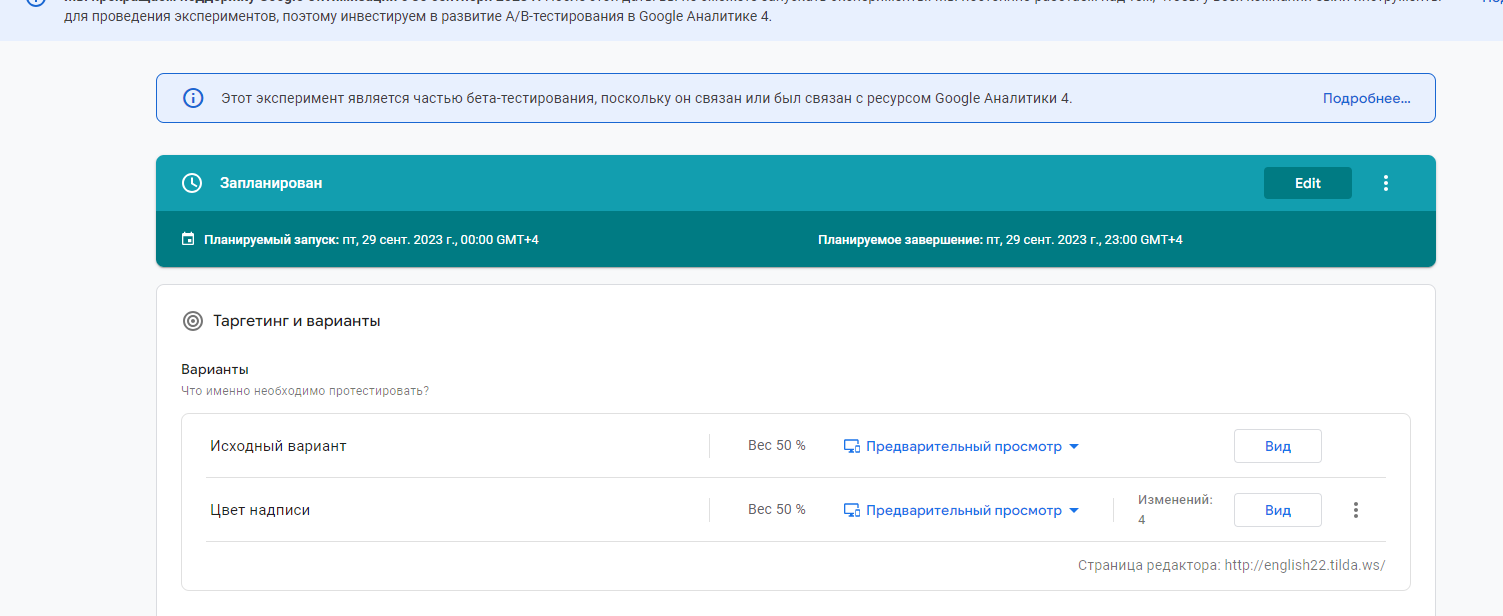 для проведения экспериментов, поэтому инвестируем в развитие A/B-тестирования в Google Аналитике 4.
Этот эксперимент является частью бета-тестирования, поскольку он связан или был связан с ресурсом Google Аналитики 4.
Подробнее…
Запланирован
Edit
Планируемый запуск: пт, 29 сент. 2023 г., 00:00 GMT+4
Планируемое завершение: пт, 29 сент. 2023 г., 23:00 GMT+4
Таргетинг и варианты
Варианты
Что именно необходимо протестировать?
Исходный вариант
Вес 50 %
Предварительный просмотр
Вид
Цвет надписи
Вес 50 %
Предварительный просмотр
Изменений:
4
Вид
Страница редактора: http://english22.tilda.ws/